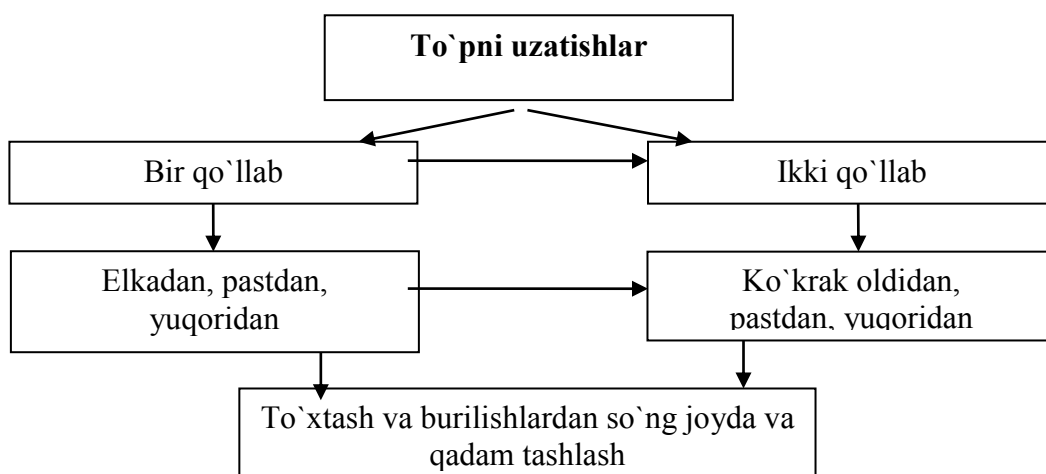 To`pni uzatishlar
Bir qo`llab
Ikki qo`llab
Elkadan, pastdan,
yuqoridan
Ko`krak oldidan,
pastdan, yuqoridan
To`xtash va burilishlardan so`ng joyda va
qadam tashlash